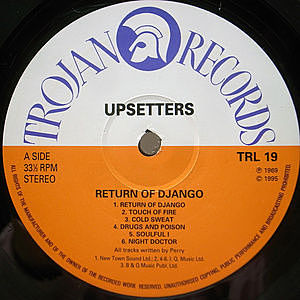 TROJAN RECORDS
UPSETTERS
A SIDE
33⅓ RPM
STEREO
TRL 19
℗ 1969
© 1995
RETURN OF DJANGO
1. RETURN OF DJANGO
2. TOUCH OF FIRE
3. COLD SWEAT
4. DRUGS AND POISON
5. SOULFUL I
6. NIGHT DOCTOR
All tracks written by Perry
1. New Town Sound Ltd.; 2. 4 & I. Q. Music Ltd.
3. B & Q Music Publ. Ltd.
ALL RIGHTS OF THE MANUFACTURER AND OF THE OWNER OF THE RECORDED WORK RESERVED. UNAUTHORISED COPYING, PUBLIC PERFORMANCE AND BROADCASTING PROHIBITED.